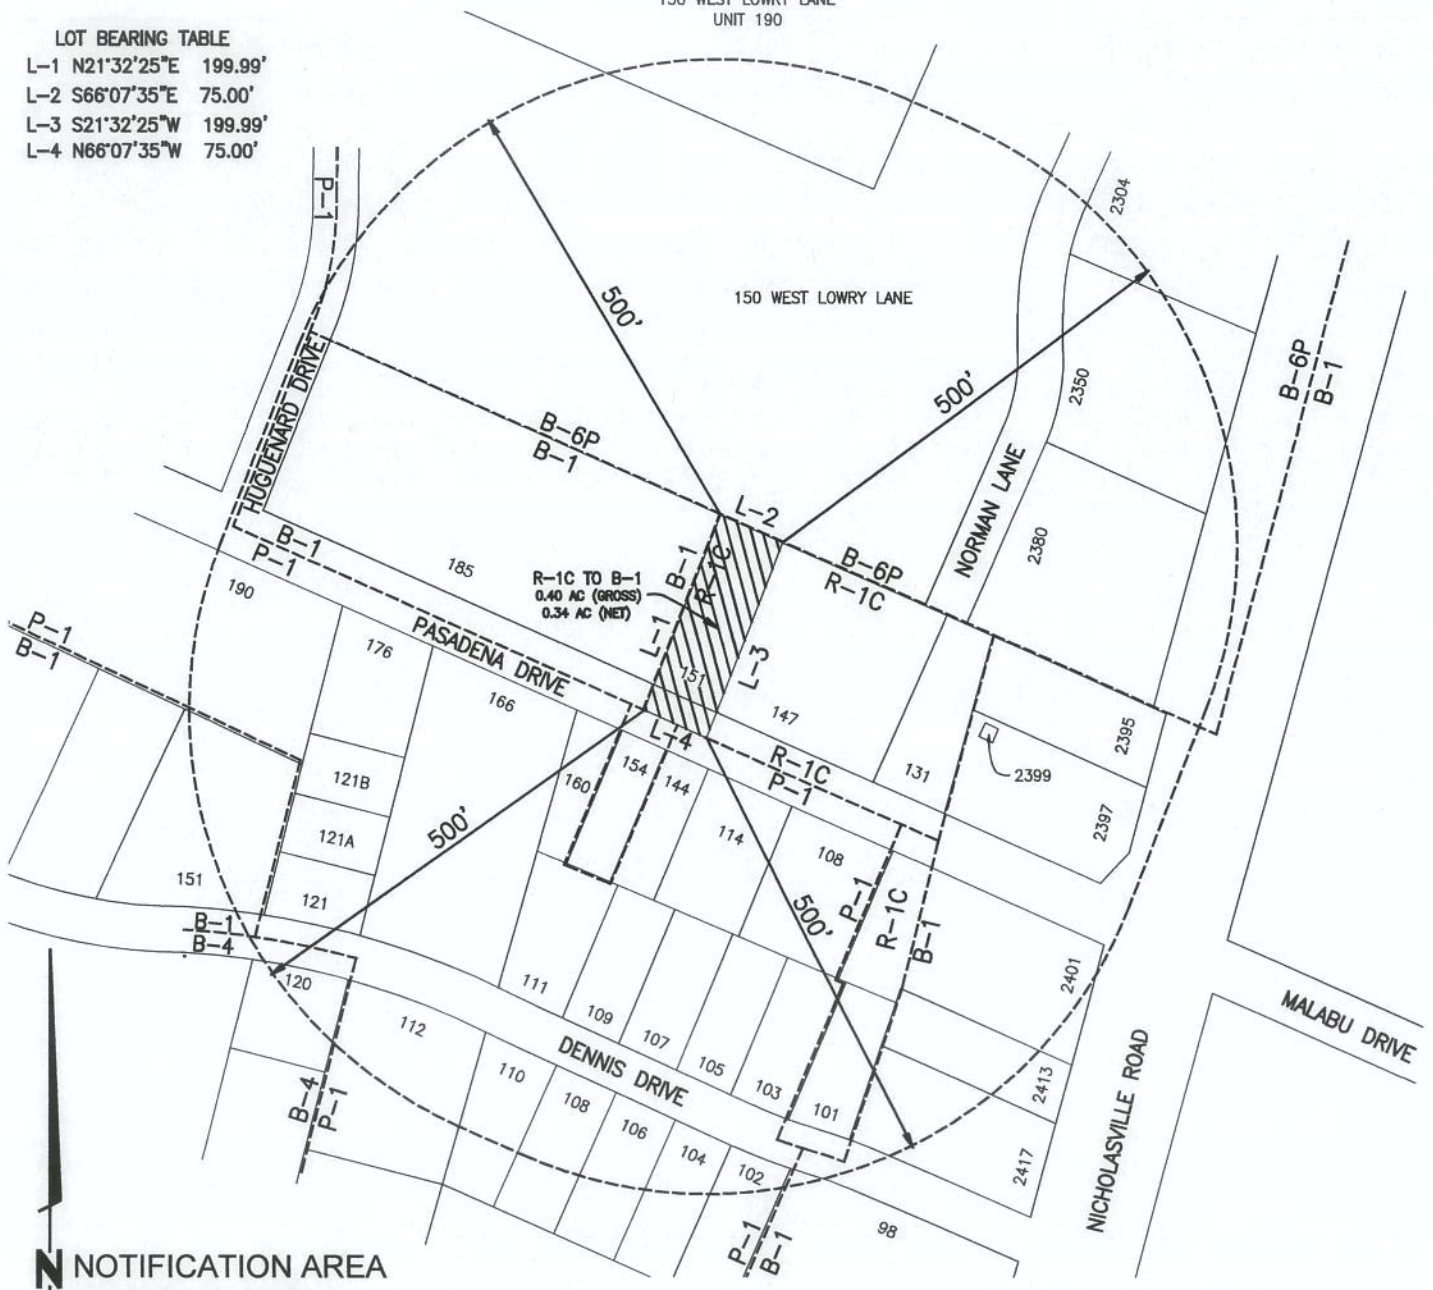 150 WEST LOWRY LANE
UNIT 190
LOT BEARING TABLE
L-1 N21°32'25"E 199.99'
L-2 S66°07'35"E 75.00'
L-3 S21°32'25"W 199.99'
L-4 N66°07'35"W 75.00'
P-1
2304
150 WEST LOWRY LANE
500'
500'
2350
B-6P
B-1
HUGUENARD DRIVE
B-6P
B-1
NORMAN LANE
2380
L-2
B-6P
R-1C
B-1
P-1
185
190
R-1C TO B-1
0.40 AC (GROSS)
0.34 AC (NET)
B-1
R-1C
L-1
L-3
151
P-1
B-1
176
PASADENA DRIVE
166
147
L-4
R-1C
P-1
131
2395
2399
2397
121B
121A
121
151
160
154
144
114
108
500'
500'
P-1
R-1C
B-1
B-1
B-4
120
112
111
109
107
105
103
101
2401
2413
2417
DENNIS DRIVE
110
108
106
104
102
98
B-4
P-1
P-1
B-1
MALABU DRIVE
NICHOLASVILLE ROAD
N NOTIFICATION AREA